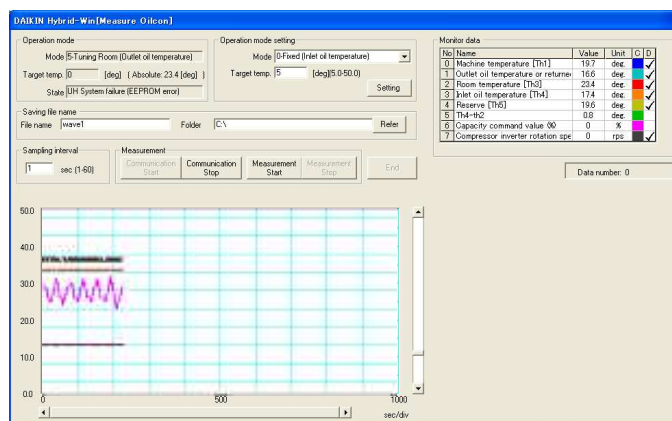 DAIKIN Hybrid-Win[Measure Oilcon]
Operation mode
Mode 5-Tuning Room (Outlet oil temperature)
Target temp. 0 [deg] ( Absolute: 23.4 [deg] )
State UH System failure (EEPROM error)
Operation mode setting
Mode 0-Fixed (Inlet oil temperature)
Target temp. 5 [deg](5.0-50.0)
Setting
Monitor data
No Name Value Unit C D
0 Machine temperature [Th1] 19.7 deg.
1 Outlet oil temperature or returne 16.6 deg.
2 Room temperature [Th3] 23.4 deg.
3 Inlet oil temperature [Th4] 17.4 deg.
4 Reserve [Th5] 19.6 deg.
5 Th4-th2 0.8 deg.
6 Capacity command value (%) 0 %
7 Compressor inverter rotation spe 0 rps
Saving file name
File name wave1 Folder C:\ Refer
Sampling interval
1 sec (1-60)
Measurement
Communication Start
Communication Stop
Measurement Start
Measurement Stop
End
Data number: 0
50.0
40.0
30.0
20.0
10.0
0.0
0 500 1000
sec/div